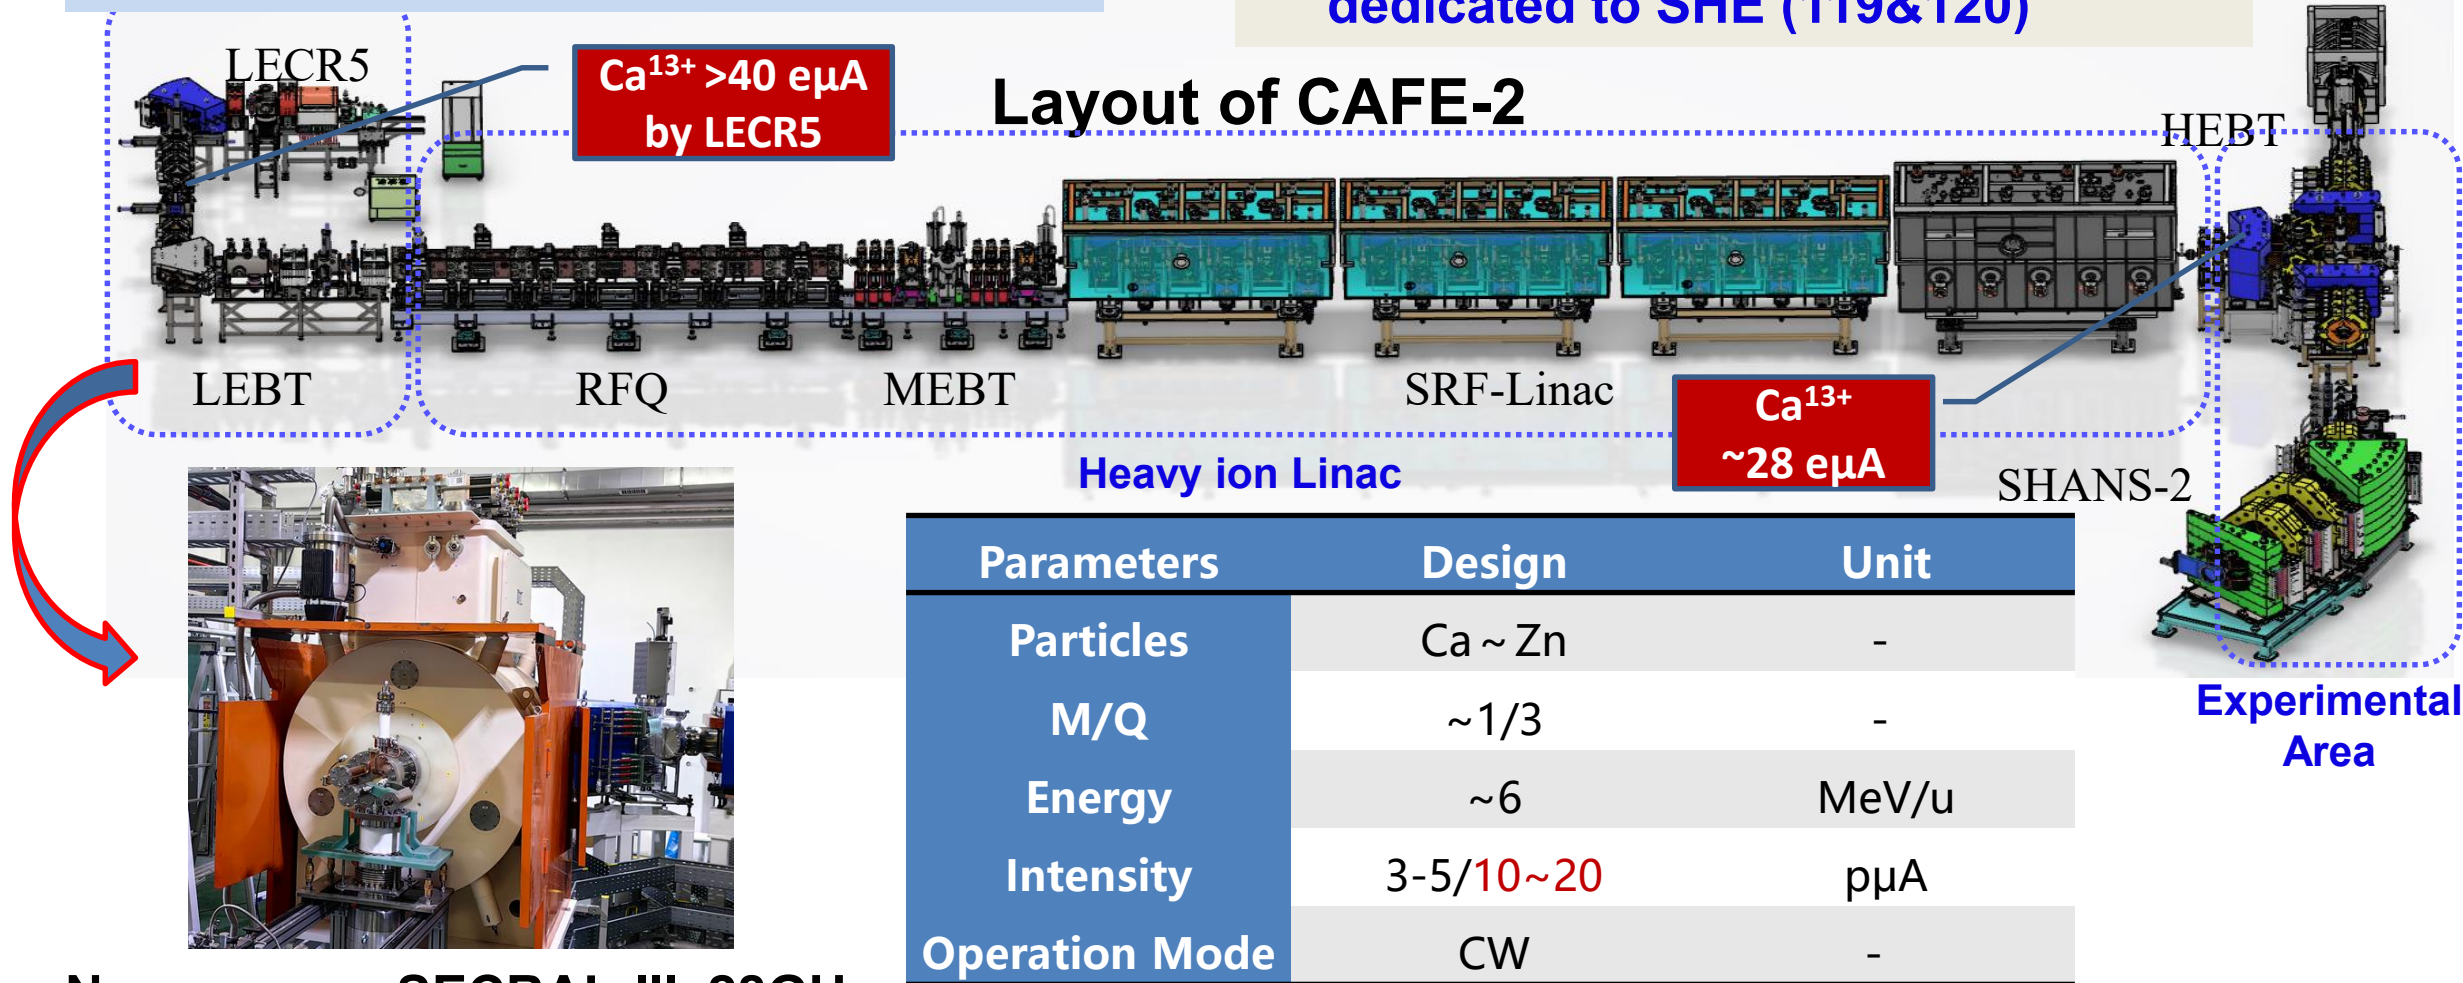 dedicated to SHE (119&120)
LECR5
Ca13+ >40 eµA
by LECR5
Layout of CAFE-2
HEBT
LEBT
RFQ
MEBT
SRF-Linac
Ca13+
~28 eµA
Heavy ion Linac
SHANS-2
Parameters Design Unit
Particles Ca~Zn -
M/Q ~1/3 -
Energy ~6 MeV/u
Intensity 3-5/10~20 pµA
Operation Mode CW -
Experimental
Area